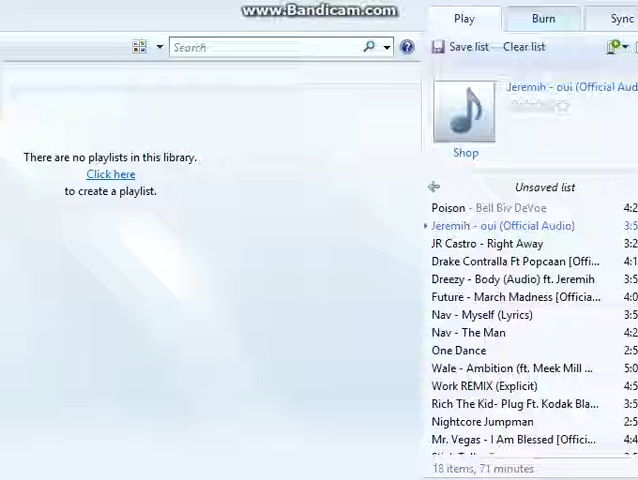 www.Bandicam.com
Play
Burn
Sync
Search
Save list
Clear list
Jeremih - oui (Official Aud
Shop
There are no playlists in this library.
Click here
to create a playlist.
Unsaved list
Poison - Bell Biv DeVoe 4:2
Jeremih - oui (Official Audio) 3:5
JR Castro - Right Away 3:2
Drake Contralla Ft Popcaan [Offi... 4:1
Dreezy - Body (Audio) ft. Jeremih 3:5
Future - March Madness [Officia... 4:0
Nav - Myself (Lyrics) 3:5
Nav - The Man 4:2
One Dance 2:5
Wale - Ambition (ft. Meek Mill ... 5:0
Work REMIX (Explicit) 4:5
Rich The Kid- Plug Ft. Kodak Bla... 3:5
Nightcore Jumpman 2:5
Mr. Vegas - I Am Blessed [Offici... 4:4
18 items, 71 minutes